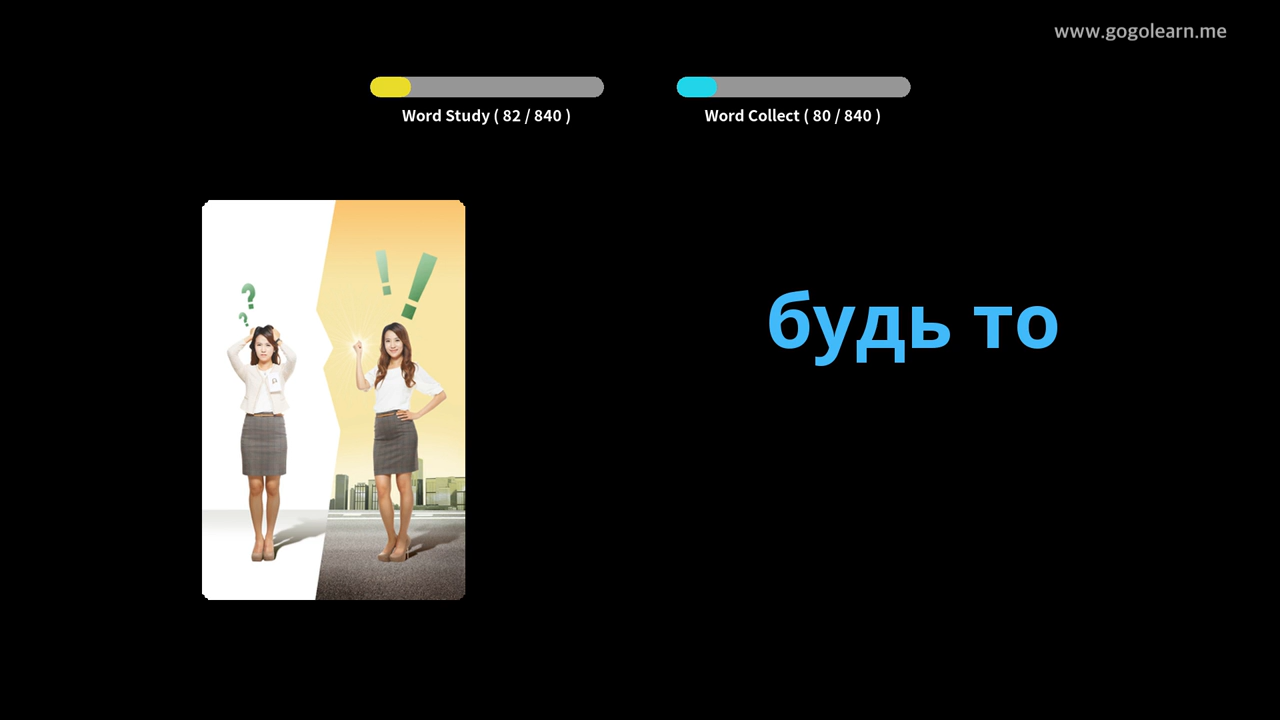 www.gogolearn.me
Word Study ( 82 / 840 )
Word Collect ( 80 / 840 )
? ?
! !
будь то